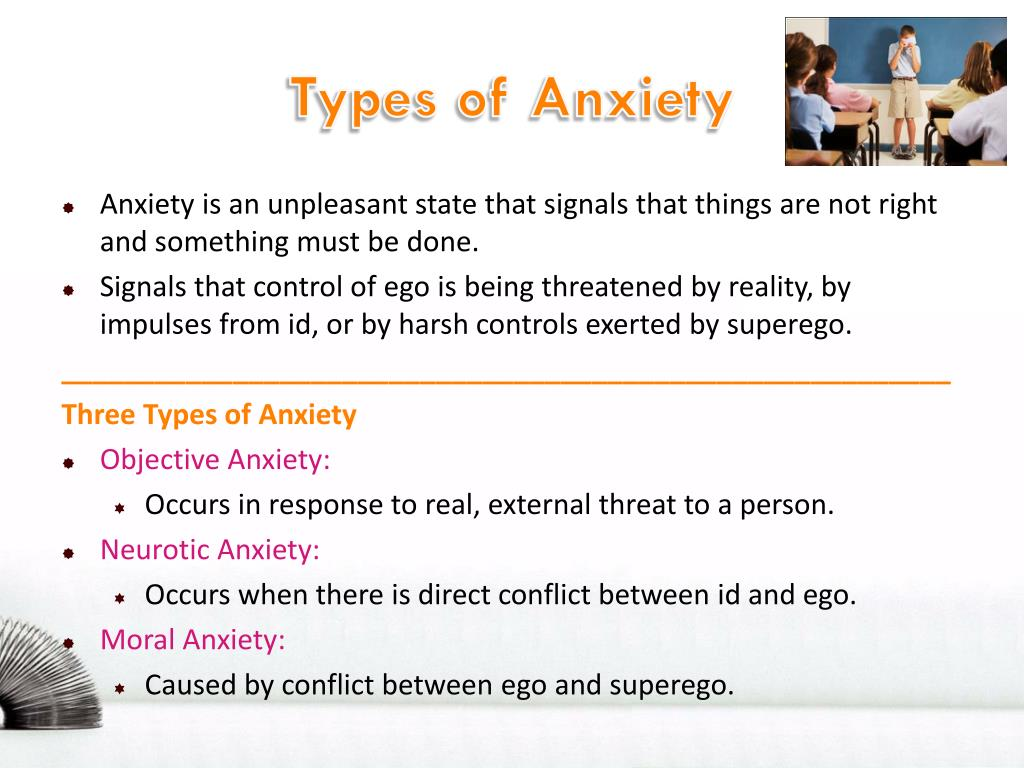 Types of Anxiety
Anxiety is an unpleasant state that signals that things are not right
and something must be done.
Signals that control of ego is being threatened by reality, by
impulses from id, or by harsh controls exerted by superego.
Three Types of Anxiety
Objective Anxiety:
Occurs in response to real, external threat to a person.
Neurotic Anxiety:
Occurs when there is direct conflict between id and ego.
Moral Anxiety:
Caused by conflict between ego and superego.